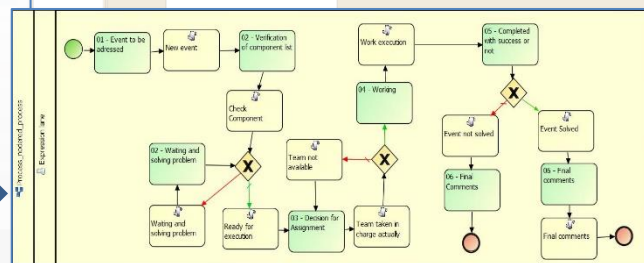 Process_nodered_process
Expression lane
01 - Event to be
adressed
New event
02 - Verification
of component list
Check
Component
02 - Wating and
solving problem
Wating and
solving problem
Ready for
execution
03 - Decision for
Assignment
Team not
available
Team taken in
charge actually
04 - Working
Work execution
05 - Completed
with success or
not
Event not solved
06 - Final
Comments
Event Solved
06 - Final
comments
Final comments